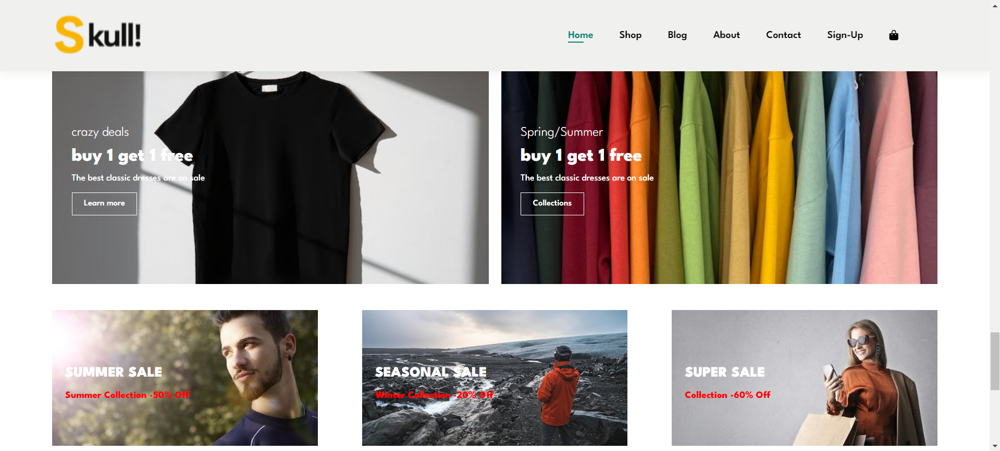 Skull!
Home Shop Blog About Contact Sign-Up
crazy deals
buy 1 get 1 free
The best classic dresses are on sale
Learn more
Spring/Summer
buy 1 get 1 free
The best classic dresses are on sale
Collections
SUMMER SALE
Summer Collection -50% Off
SEASONAL SALE
Winter Collection -20% Off
SUPER SALE
Collection -60% Off